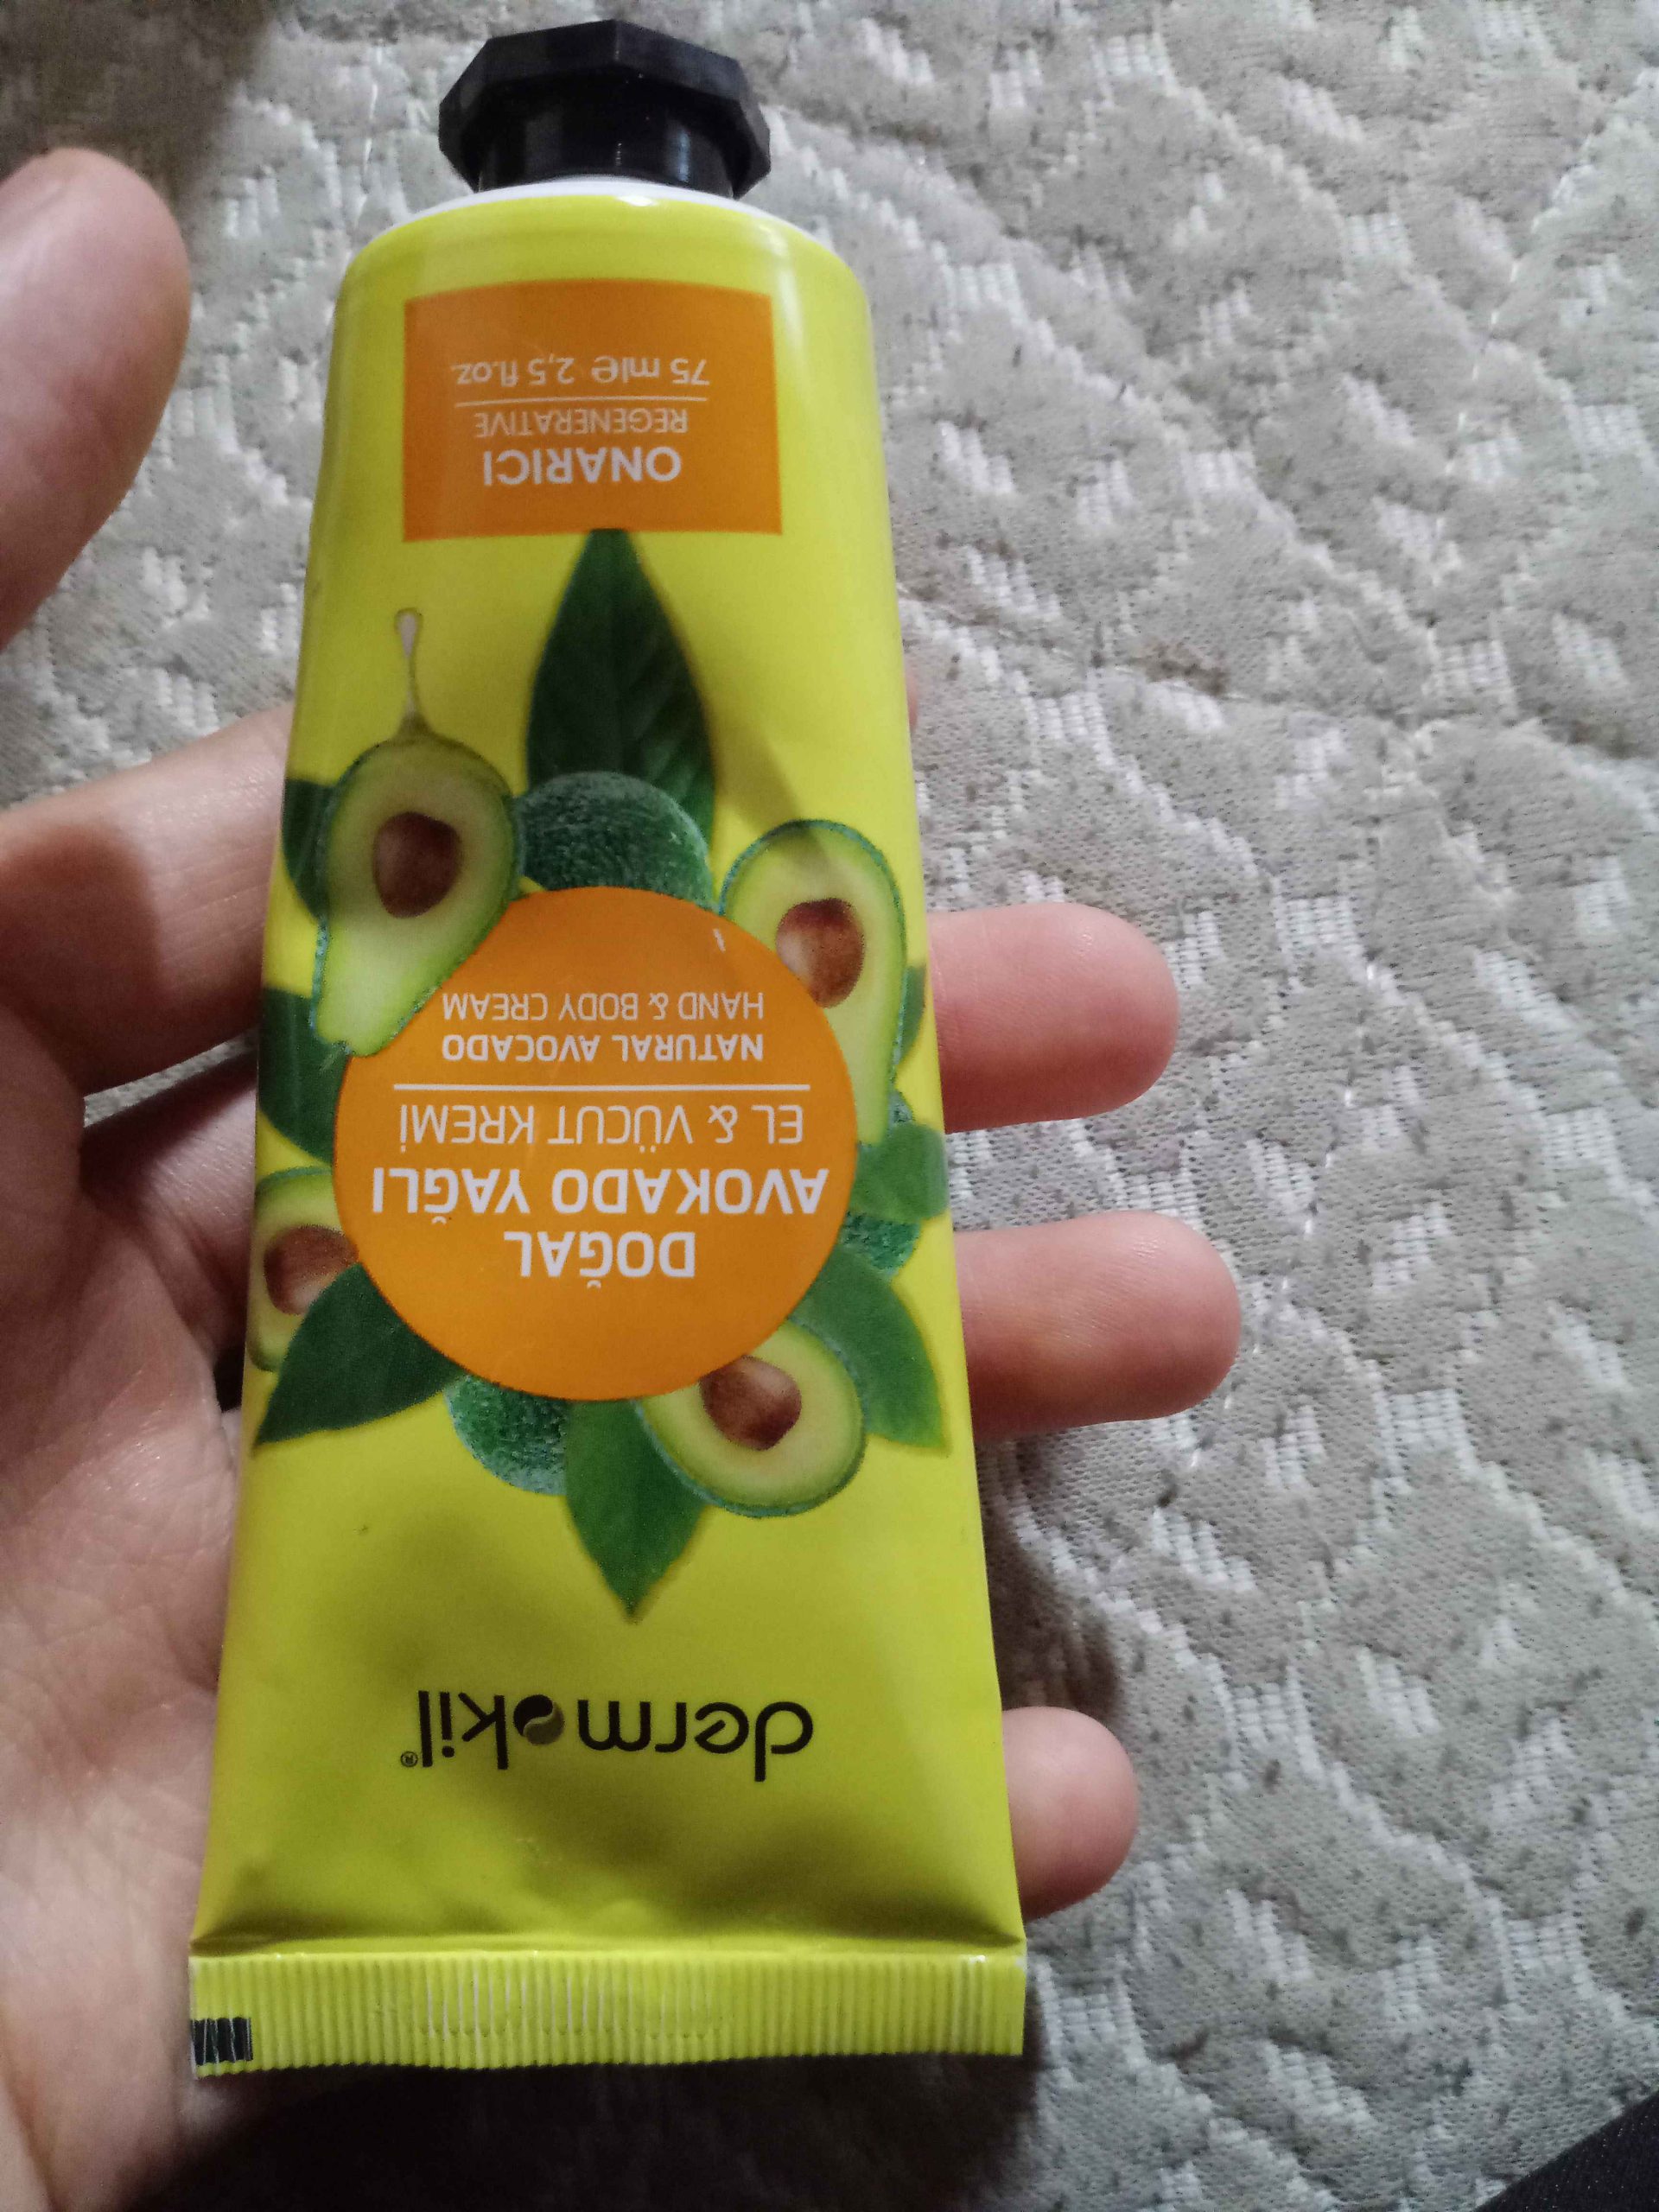 dermokil®
DOĞAL
AVOKADO YAĞLI
EL & VÜCUT KREMİ
NATURAL AVOCADO
HAND & BODY CREAM
ONARICI
REGENERATIVE
75 ml℮ 2,5 fl.oz.